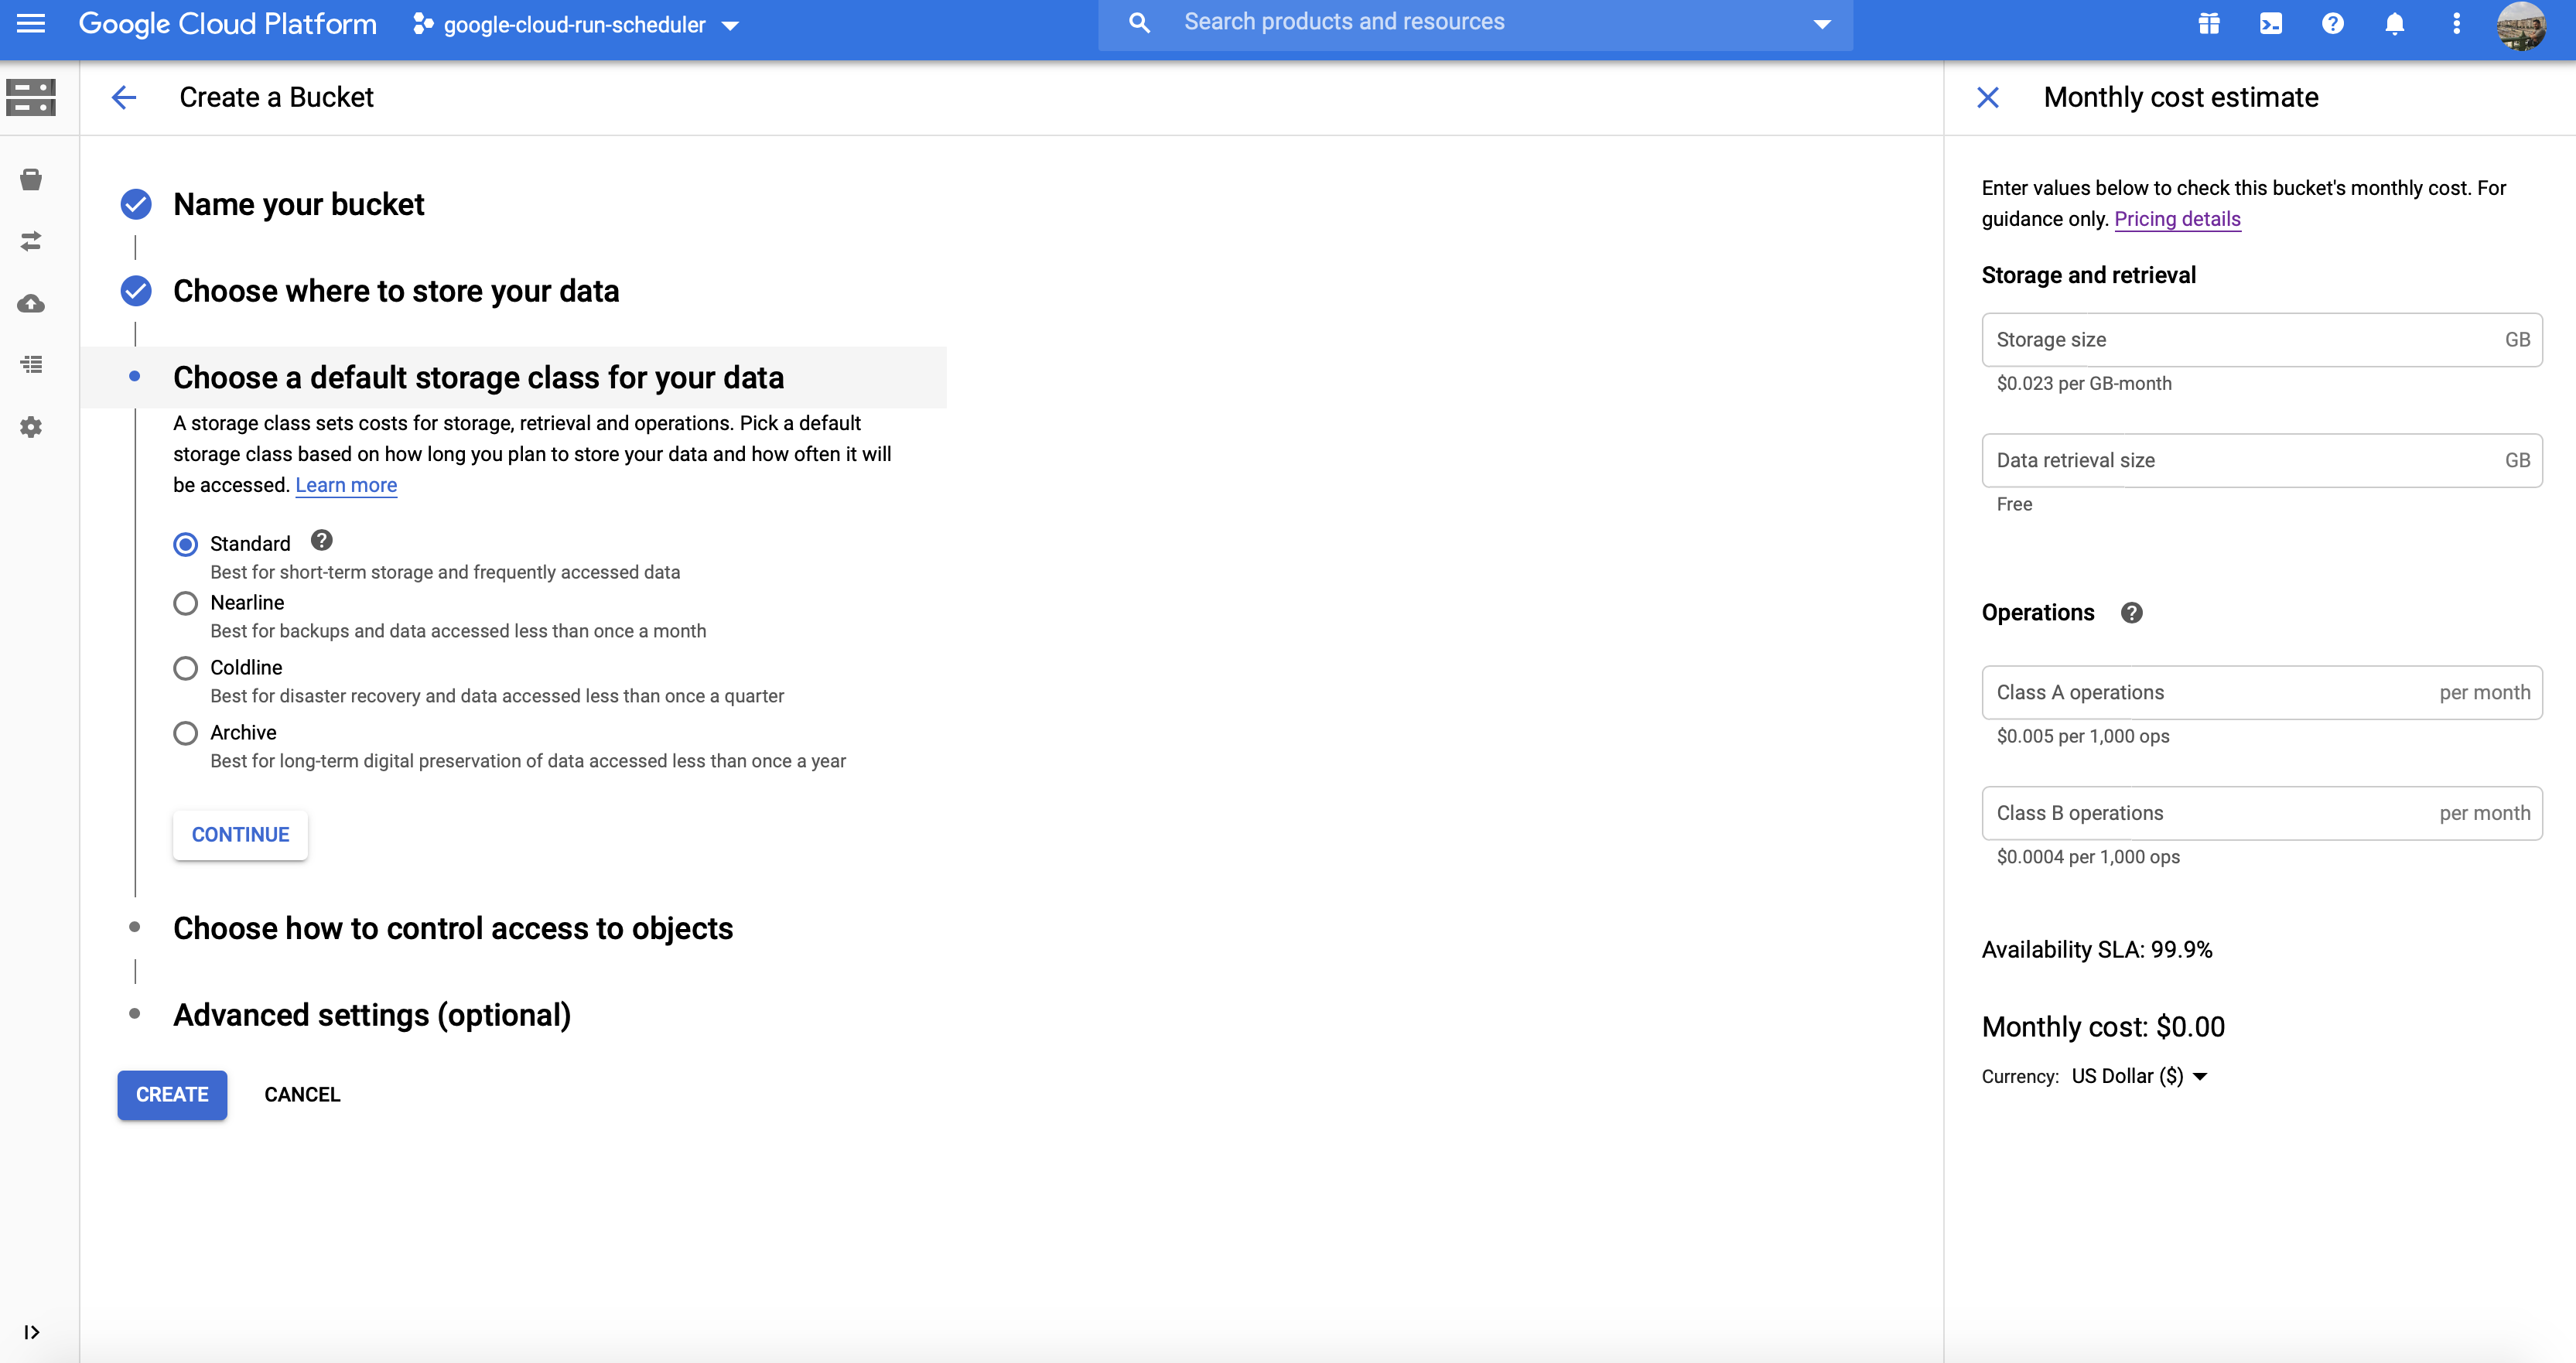 Google Cloud Platform
google-cloud-run-scheduler
Search products and resources
Create a Bucket
Name your bucket
Choose where to store your data
Choose a default storage class for your data
A storage class sets costs for storage, retrieval and operations. Pick a default
storage class based on how long you plan to store your data and how often it will
be accessed. Learn more
Standard
Best for short-term storage and frequently accessed data
Nearline
Best for backups and data accessed less than once a month
Coldline
Best for disaster recovery and data accessed less than once a quarter
Archive
Best for long-term digital preservation of data accessed less than once a year
CONTINUE
Choose how to control access to objects
Advanced settings (optional)
CREATE CANCEL
Monthly cost estimate
Enter values below to check this bucket's monthly cost. For
guidance only. Pricing details
Storage and retrieval
Storage size GB
$0.023 per GB-month
Data retrieval size GB
Free
Operations
Class A operations per month
$0.005 per 1,000 ops
Class B operations per month
$0.0004 per 1,000 ops
Availability SLA: 99.9%
Monthly cost: $0.00
Currency: US Dollar ($)